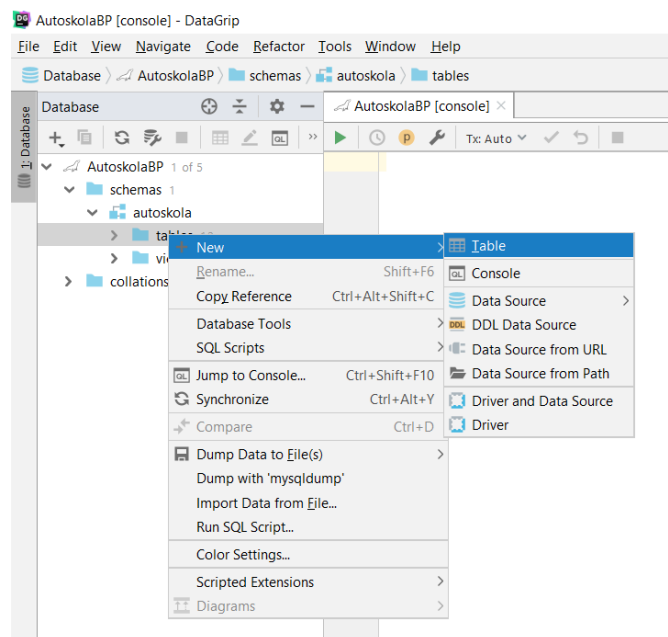 AutoskolaBP [console] - DataGrip
File Edit View Navigate Code Refactor Tools Window Help
Database AutoskolaBP schemas autoskola tables
1: Database
Database
AutoskolaBP [console]
Tx: Auto
AutoskolaBP 1 of 5
schemas 1
autoskola
collations
New
Rename... Shift+F6
Copy Reference Ctrl+Alt+Shift+C
Database Tools
SQL Scripts
Jump to Console... Ctrl+Shift+F10
Synchronize Ctrl+Alt+Y
Compare Ctrl+D
Dump Data to File(s)
Dump with 'mysqldump'
Import Data from File...
Run SQL Script...
Color Settings...
Scripted Extensions
Diagrams
Table
QL Console
Data Source
DDL DDL Data Source
Data Source from URL
Data Source from Path
Driver and Data Source
Driver